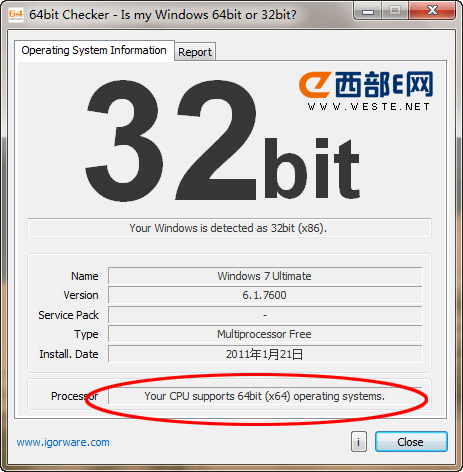 64bit Checker - Is my Windows 64bit or 32bit?
Operating System Information Report
西部E网
WWW.WESTE.NET
32bit
Your Windows is detected as 32bit (x86).
Name Windows 7 Ultimate
Version 6.1.7600
Service Pack -
Type Multiprocessor Free
Install. Date 2011年1月21日
Processor Your CPU supports 64bit (x64) operating systems.
www.igorware.com i Close